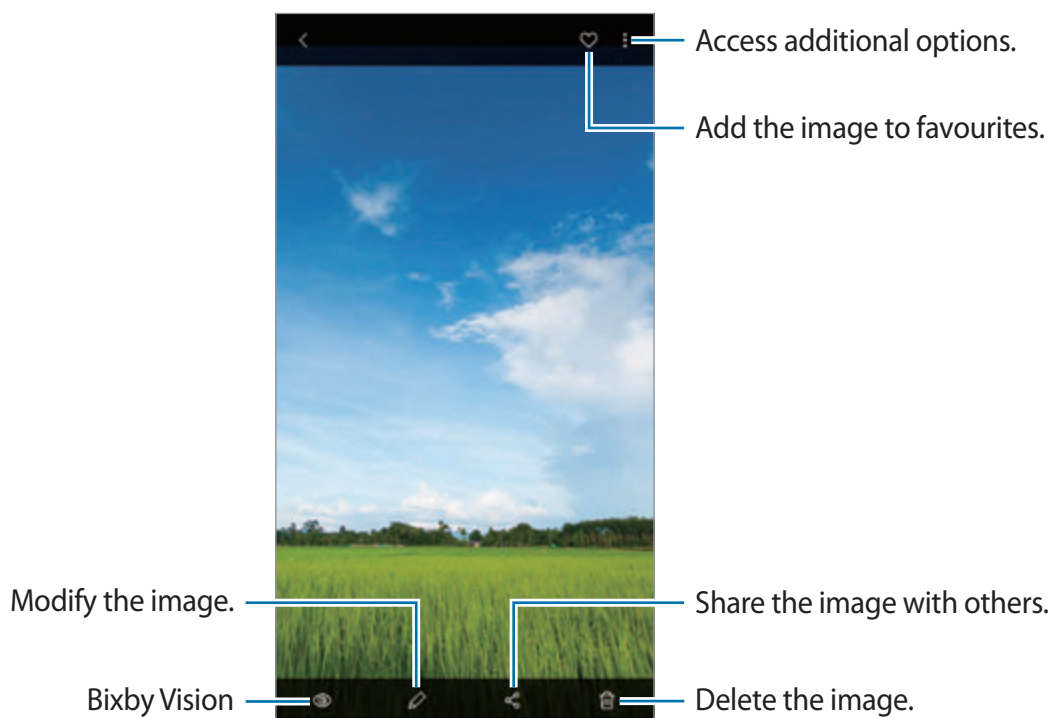 Access additional options.
Add the image to favourites.
Modify the image.
Share the image with others.
Bixby Vision
Delete the image.